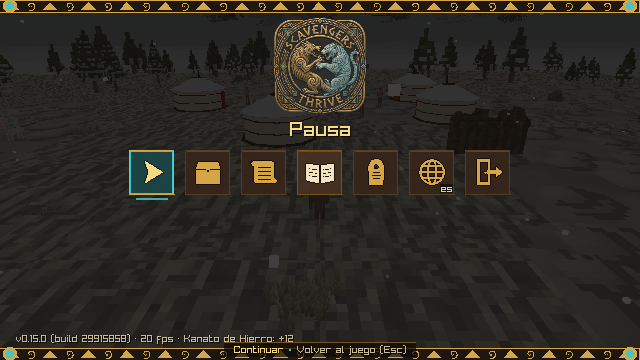 SCAVENGERS
THRIVE
Pausa
es
v0.15.0 (build 29915858) · 20 fps · Kanato de Hierro: +12
Continuar · Volver al juego (Esc)